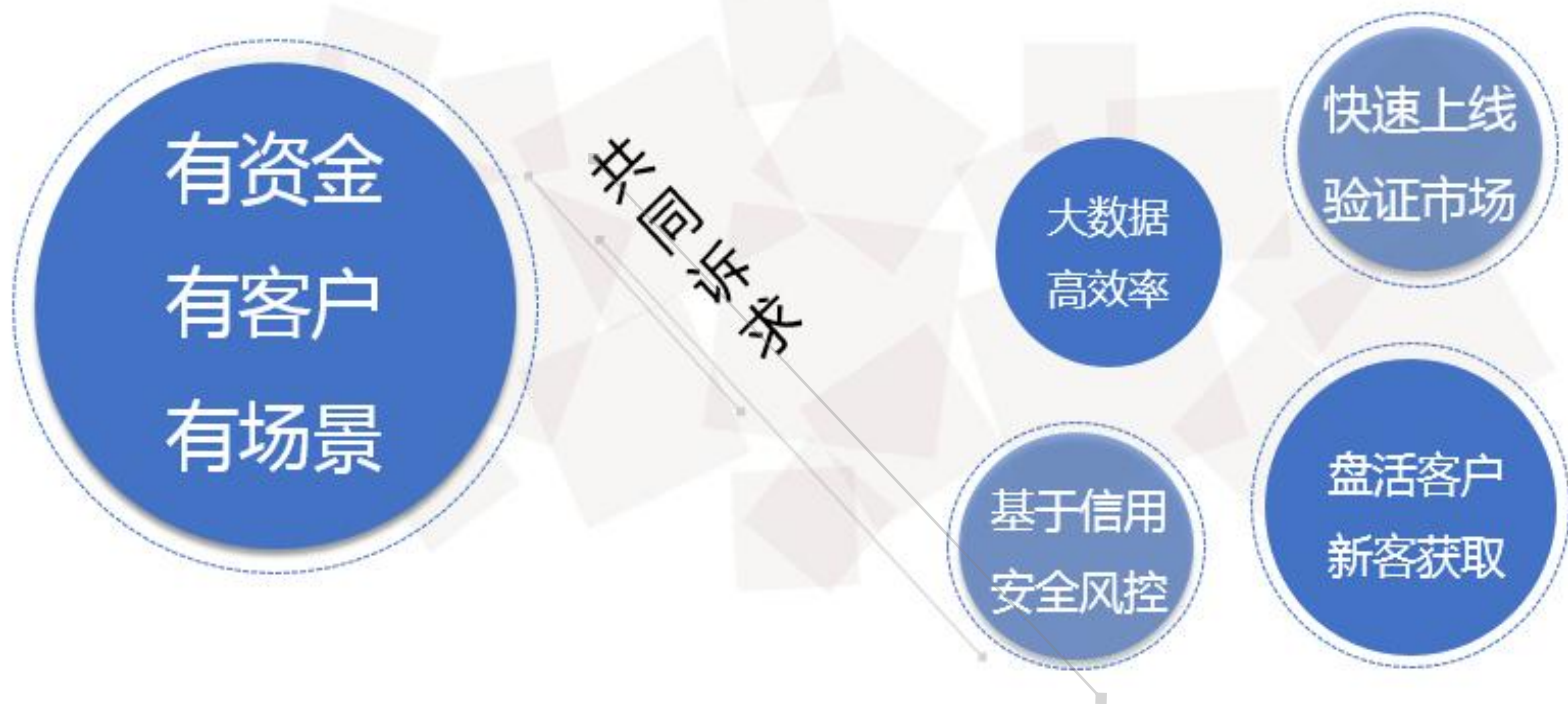 有资金
有客户
有场景
共同诉求
大数据
高效率
快速上线
验证市场
基于信用
安全风控
盘活客户
新客获取